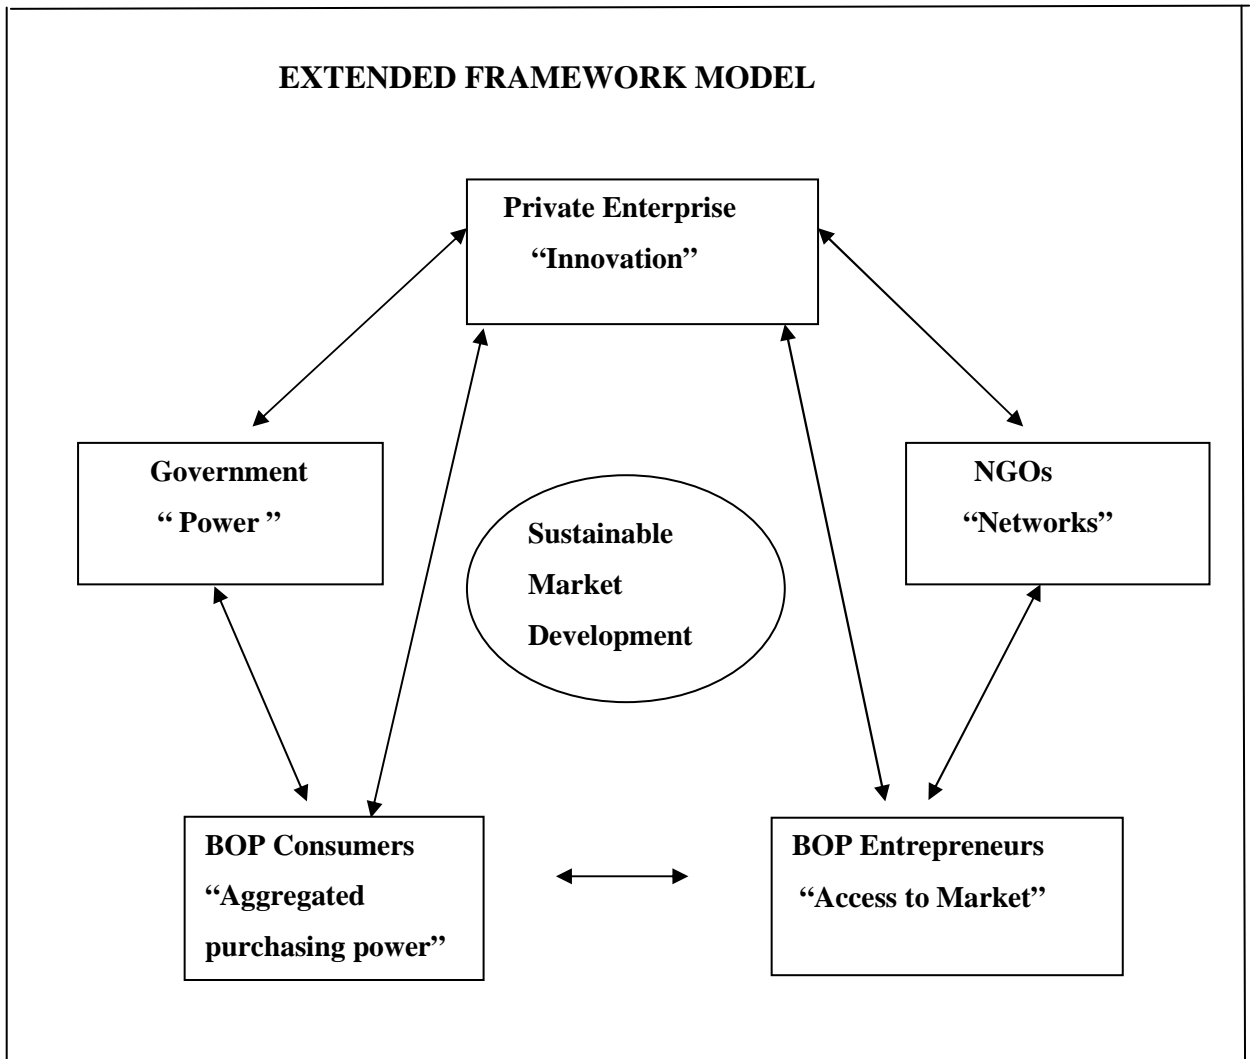 EXTENDED FRAMEWORK MODEL
Private Enterprise
“Innovation”
Government
“ Power ”
NGOs
“Networks”
Sustainable
Market
Development
BOP Consumers
“Aggregated
purchasing power”
BOP Entrepreneurs
“Access to Market”